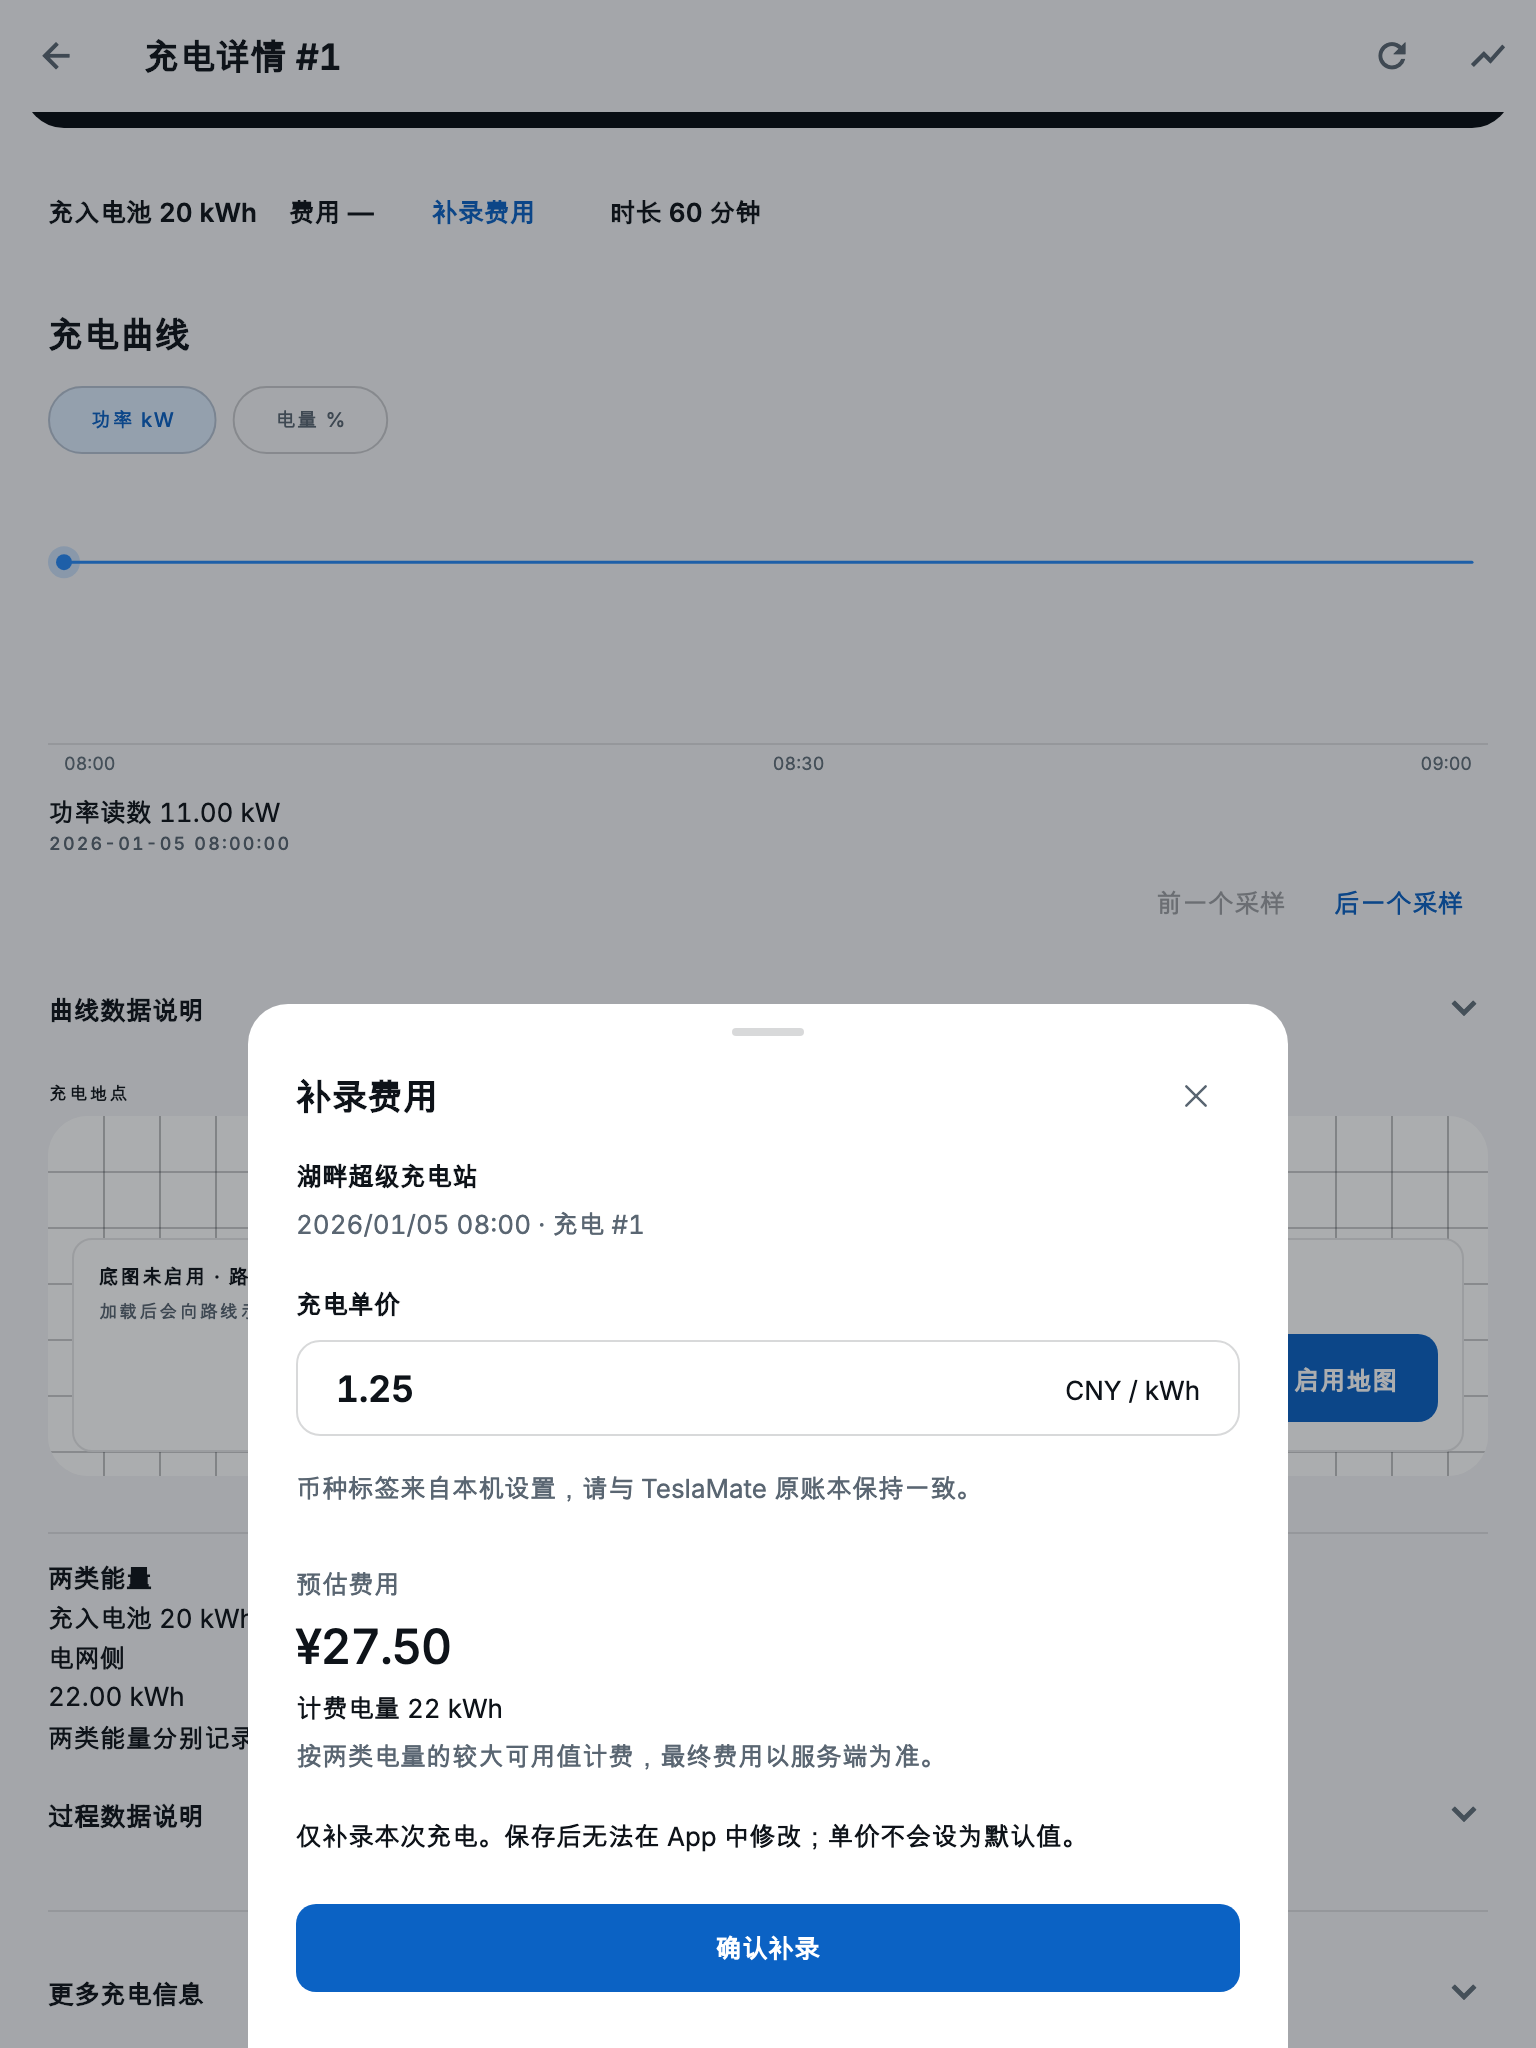 充电详情 #1
充入电池 20 kWh 费用 — 补录费用 时长 60 分钟
充电曲线
功率 kW 电量 %
08:00 08:30 09:00
功率读数 11.00 kW
2026-01-05 08:00:00
前一个采样 后一个采样
曲线数据说明
充电地点
底图未启用 · 路
加载后会向路线
启用地图
两类能量
充入电池 20 kWh
电网侧
22.00 kWh
两类能量分别记录
过程数据说明
更多充电信息
补录费用
湖畔超级充电站
2026/01/05 08:00 · 充电 #1
充电单价
1.25 CNY / kWh
币种标签来自本机设置，请与 TeslaMate 原账本保持一致。
预估费用
¥27.50
计费电量 22 kWh
按两类电量的较大可用值计费，最终费用以服务端为准。
仅补录本次充电。保存后无法在 App 中修改；单价不会设为默认值。
确认补录